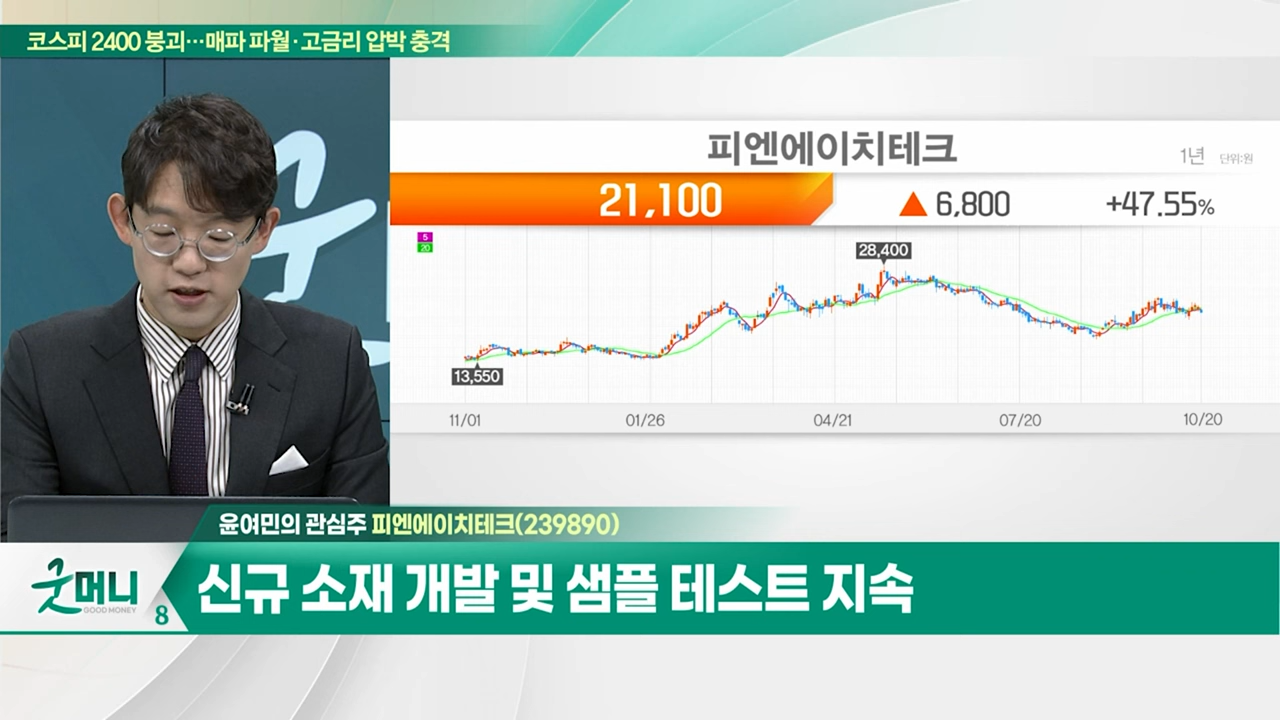 코스피 2400 붕괴…매파 파월·고금리 압박 충격
굿
피엔에이치테크
1년 단위:원
21,100 ▲ 6,800 +47.55%
5
20
28,400
13,550
11/01 01/26 04/21 07/20 10/20
윤여민의 관심주 피엔에이치테크(239890)
굿머니
GOOD MONEY
8
신규 소재 개발 및 샘플 테스트 지속